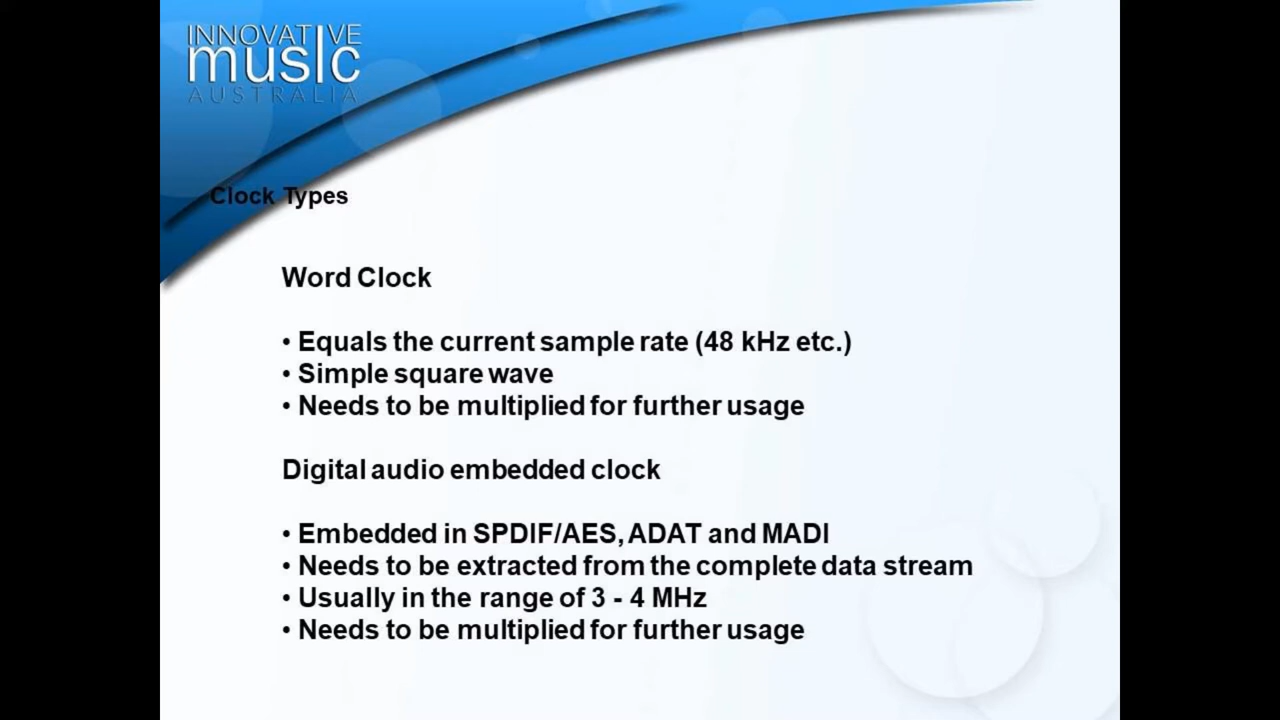 INNOVATIVE
music
AUSTRALIA
Clock Types
Word Clock
• Equals the current sample rate (48 kHz etc.)
• Simple square wave
• Needs to be multiplied for further usage
Digital audio embedded clock
• Embedded in SPDIF/AES, ADAT and MADI
• Needs to be extracted from the complete data stream
• Usually in the range of 3 - 4 MHz
• Needs to be multiplied for further usage